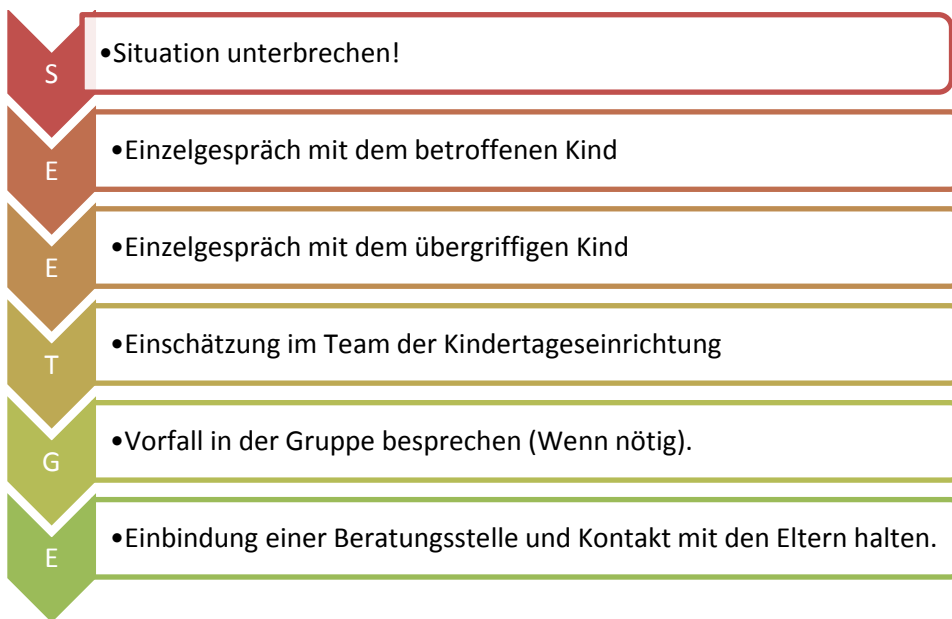 S
•Situation unterbrechen!
E
•Einzelgespräch mit dem betroffenen Kind
E
•Einzelgespräch mit dem übergriffigen Kind
T
•Einschätzung im Team der Kindertageseinrichtung
G
•Vorfall in der Gruppe besprechen (Wenn nötig).
E
•Einbindung einer Beratungsstelle und Kontakt mit den Eltern halten.